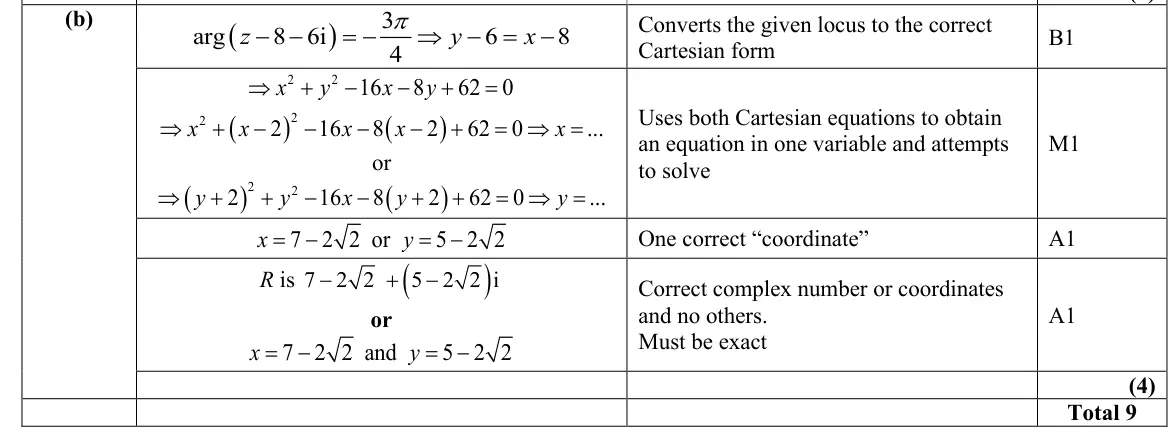 (b)
arg(z − 8 − 6i) = −3π/4 ⇒ y − 6 = x − 8
Converts the given locus to the correct
Cartesian form
B1
⇒ x² + y² − 16x − 8y + 62 = 0
⇒ x² + (x − 2)² − 16x − 8(x − 2) + 62 = 0 ⇒ x = ...
or
⇒ (y + 2)² + y² − 16x − 8(y + 2) + 62 = 0 ⇒ y = ...
Uses both Cartesian equations to obtain
an equation in one variable and attempts
to solve
M1
x = 7 − 2√2 or y = 5 − 2√2
One correct “coordinate”
A1
R is 7 − 2√2 + (5 − 2√2)i
or
x = 7 − 2√2 and y = 5 − 2√2
Correct complex number or coordinates
and no others.
Must be exact
A1
(4)
Total 9